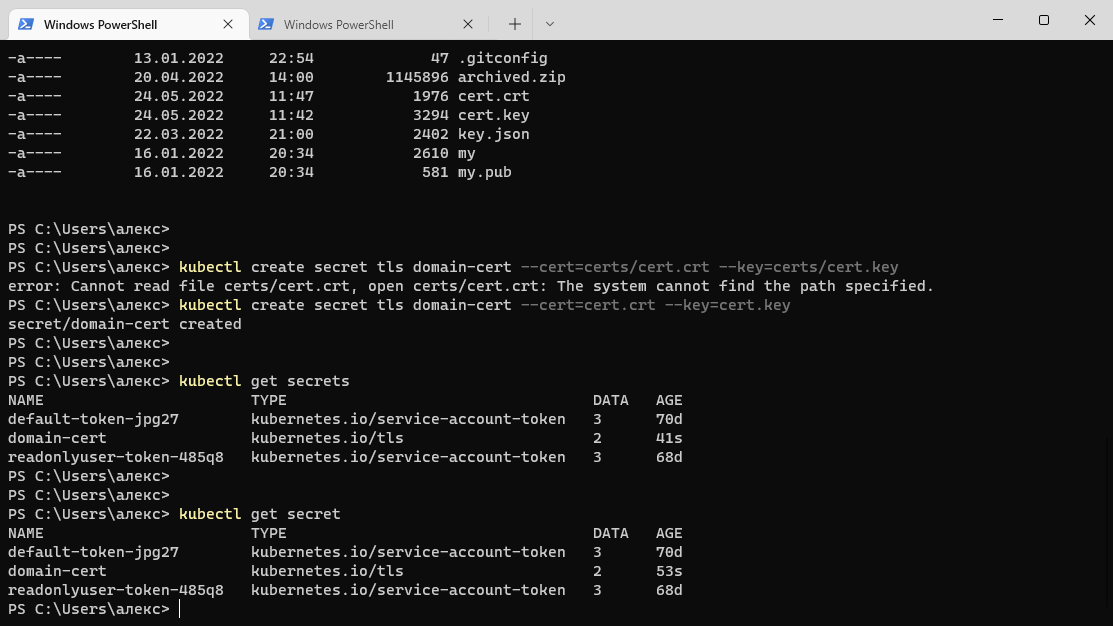 Windows PowerShell
Windows PowerShell
-a---- 13.01.2022 22:54 47 .gitconfig
-a---- 20.04.2022 14:00 1145896 archived.zip
-a---- 24.05.2022 11:47 1976 cert.crt
-a---- 24.05.2022 11:42 3294 cert.key
-a---- 22.03.2022 21:00 2402 key.json
-a---- 16.01.2022 20:34 2610 my
-a---- 16.01.2022 20:34 581 my.pub
PS C:\Users\алекс>
PS C:\Users\алекс>
PS C:\Users\алекс> kubectl create secret tls domain-cert --cert=certs/cert.crt --key=certs/cert.key
error: Cannot read file certs/cert.crt, open certs/cert.crt: The system cannot find the path specified.
PS C:\Users\алекс> kubectl create secret tls domain-cert --cert=cert.crt --key=cert.key
secret/domain-cert created
PS C:\Users\алекс>
PS C:\Users\алекс>
PS C:\Users\алекс> kubectl get secrets
NAME TYPE DATA AGE
default-token-jpg27 kubernetes.io/service-account-token 3 70d
domain-cert kubernetes.io/tls 2 41s
readonlyuser-token-485q8 kubernetes.io/service-account-token 3 68d
PS C:\Users\алекс>
PS C:\Users\алекс>
PS C:\Users\алекс> kubectl get secret
NAME TYPE DATA AGE
default-token-jpg27 kubernetes.io/service-account-token 3 70d
domain-cert kubernetes.io/tls 2 53s
readonlyuser-token-485q8 kubernetes.io/service-account-token 3 68d
PS C:\Users\алекс>